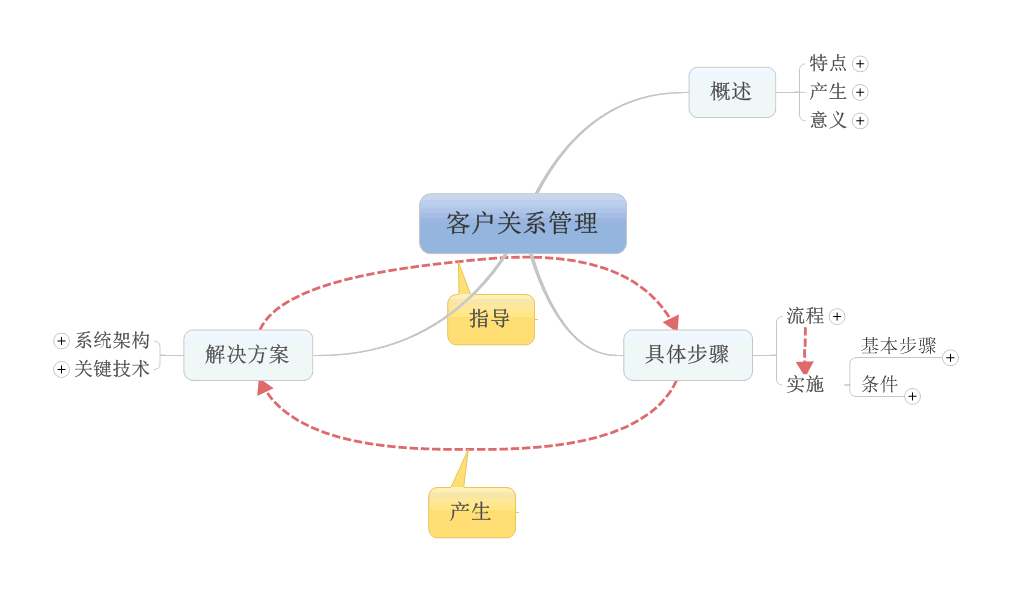 概述
特点
产生
意义
客户关系管理
指导
系统架构
关键技术
解决方案
具体步骤
流程
实施
基本步骤
条件
产生